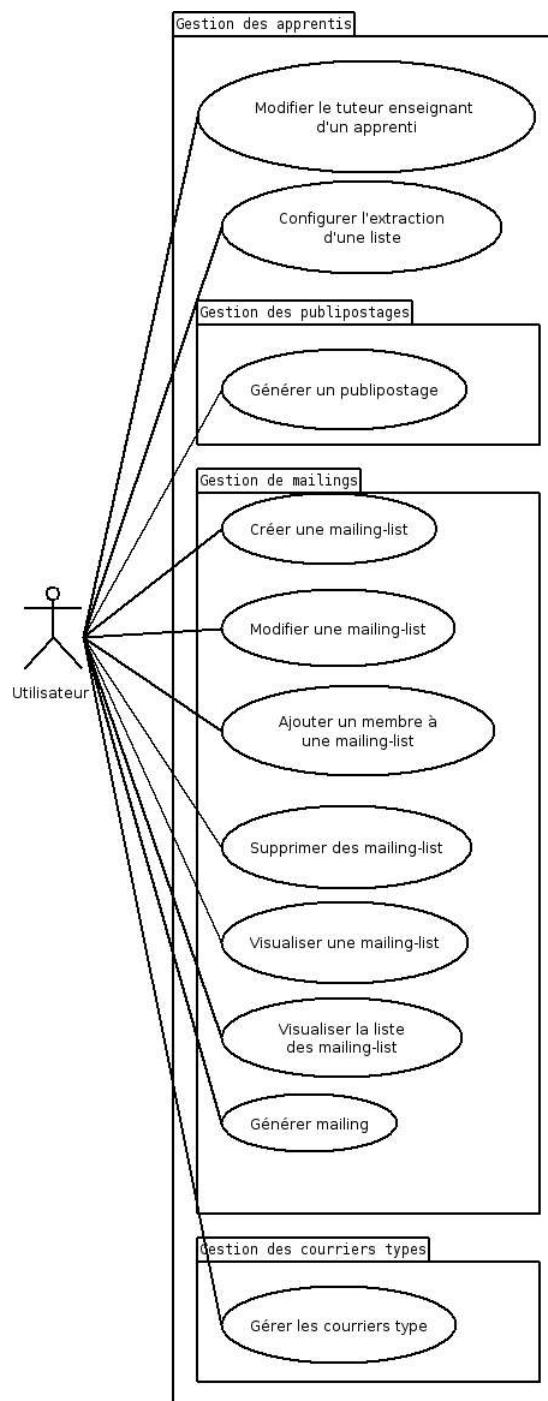 Gestion des apprentis
Modifier le tuteur enseignant
d'un apprenti
Configurer l'extraction
d'une liste
Gestion des publipostages
Générer un publipostage
Gestion de mailings
Créer une mailing-list
Modifier une mailing-list
Utilisateur
Ajouter un membre à
une mailing-list
Supprimer des mailing-list
Visualiser une mailing-list
Visualiser la liste
des mailing-list
Générer mailing
Gestion des courriers types
Gérer les courriers type